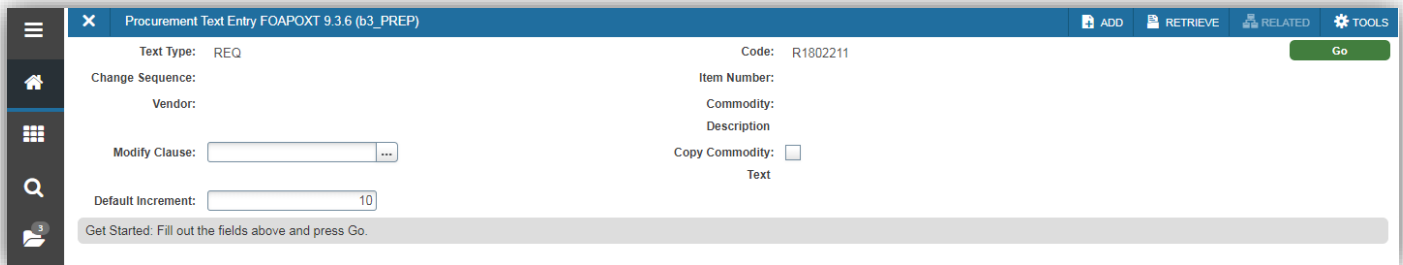 Procurement Text Entry FOAPOXT 9.3.6 (b3_PREP) ADD RETRIEVE RELATED TOOLS
Text Type: REQ Code: R1802211 Go
Change Sequence: Item Number:
Vendor: Commodity:
Description
Modify Clause: ... Copy Commodity:
Text
Default Increment: 10
3
Get Started: Fill out the fields above and press Go.